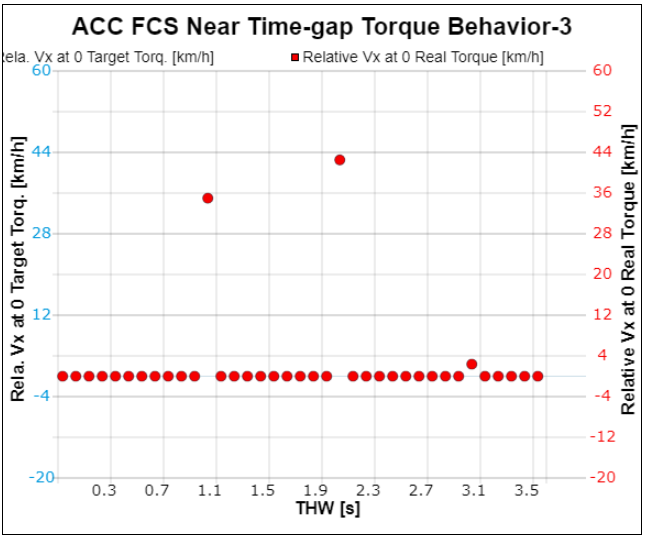 ACC FCS Near Time-gap Torque Behavior-3
Vx at 0 Target Torq. [km/h]
Relative Vx at 0 Real Torque [km/h]
60
44
28
12
-4
-20
Rela. Vx at 0 Target Torq. [km/h]
60
52
44
36
28
20
12
4
-4
-12
-20
Relative Vx at 0 Real Torque [km/h]
0.3 0.7 1.1 1.5 1.9 2.3 2.7 3.1 3.5
THW [s]